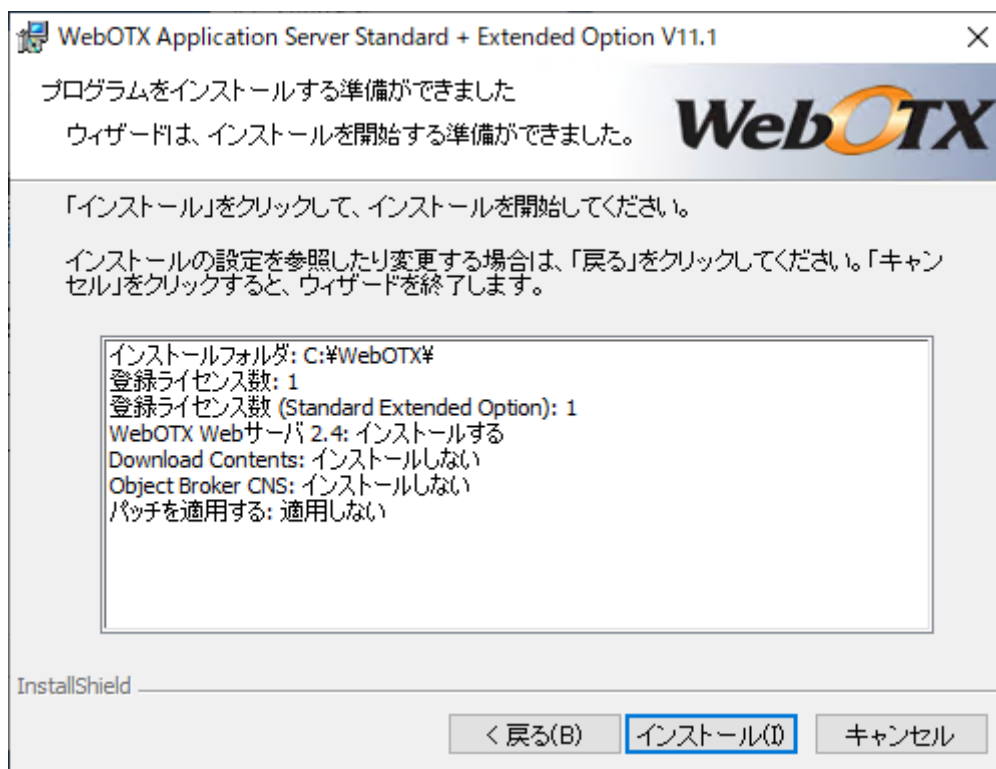 WebOTX Application Server Standard + Extended Option V11.1
プログラムをインストールする準備ができました
ウィザードは、インストールを開始する準備ができました。
WebOTX
「インストール」をクリックして、インストールを開始してください。
インストールの設定を参照したり変更する場合は、「戻る」をクリックしてください。「キャン
セル」をクリックすると、ウィザードを終了します。
インストールフォルダ: C:¥WebOTX¥
登録ライセンス数: 1
登録ライセンス数 (Standard Extended Option): 1
WebOTX Webサーバ 2.4: インストールする
Download Contents: インストールしない
Object Broker CNS: インストールしない
パッチを適用する: 適用しない
InstallShield
< 戻る(B)
インストール(I)
キャンセル